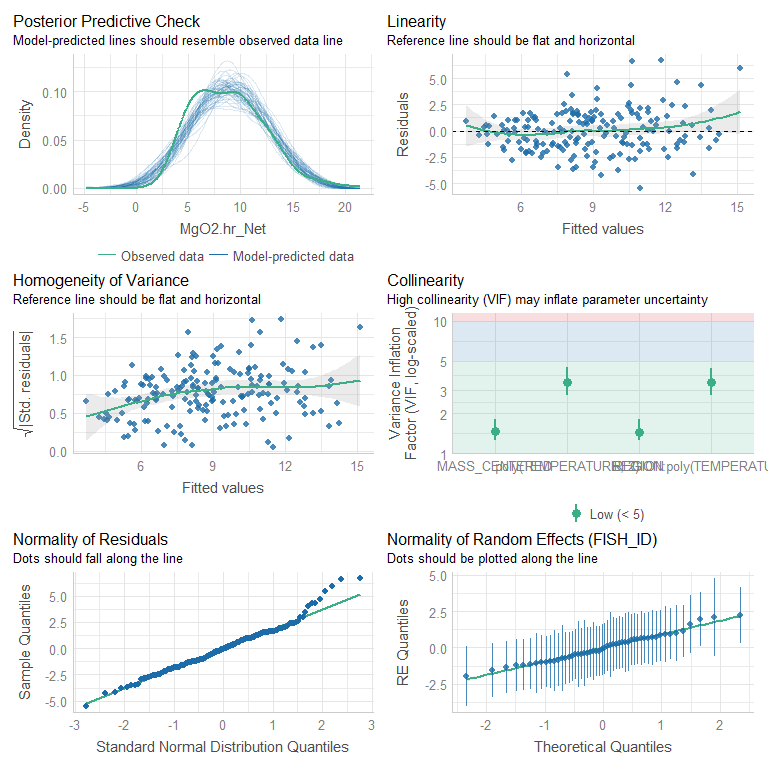 Posterior Predictive Check
Model-predicted lines should resemble observed data line
Density
0.10
0.05
0.00
-5
0
5
10
15
20
MgO2.hr_Net
Observed data
Model-predicted data
Linearity
Reference line should be flat and horizontal
Residuals
5.0
2.5
0.0
-2.5
-5.0
6
9
12
15
Fitted values
Homogeneity of Variance
Reference line should be flat and horizontal
√|Std. residuals|
1.5
1.0
0.5
0.0
6
9
12
15
Fitted values
Collinearity
High collinearity (VIF) may inflate parameter uncertainty
Variance Inflation
Factor (VIF, log-scaled)
10
5
3
2
1
Low (< 5)
Normality of Residuals
Dots should fall along the line
Sample Quantiles
5.0
2.5
0.0
-2.5
-5.0
-3
-2
-1
0
1
2
3
Standard Normal Distribution Quantiles
Normality of Random Effects (FISH_ID)
Dots should be plotted along the line
RE Quantiles
5.0
2.5
0.0
-2.5
-2
-1
0
1
2
Theoretical Quantiles